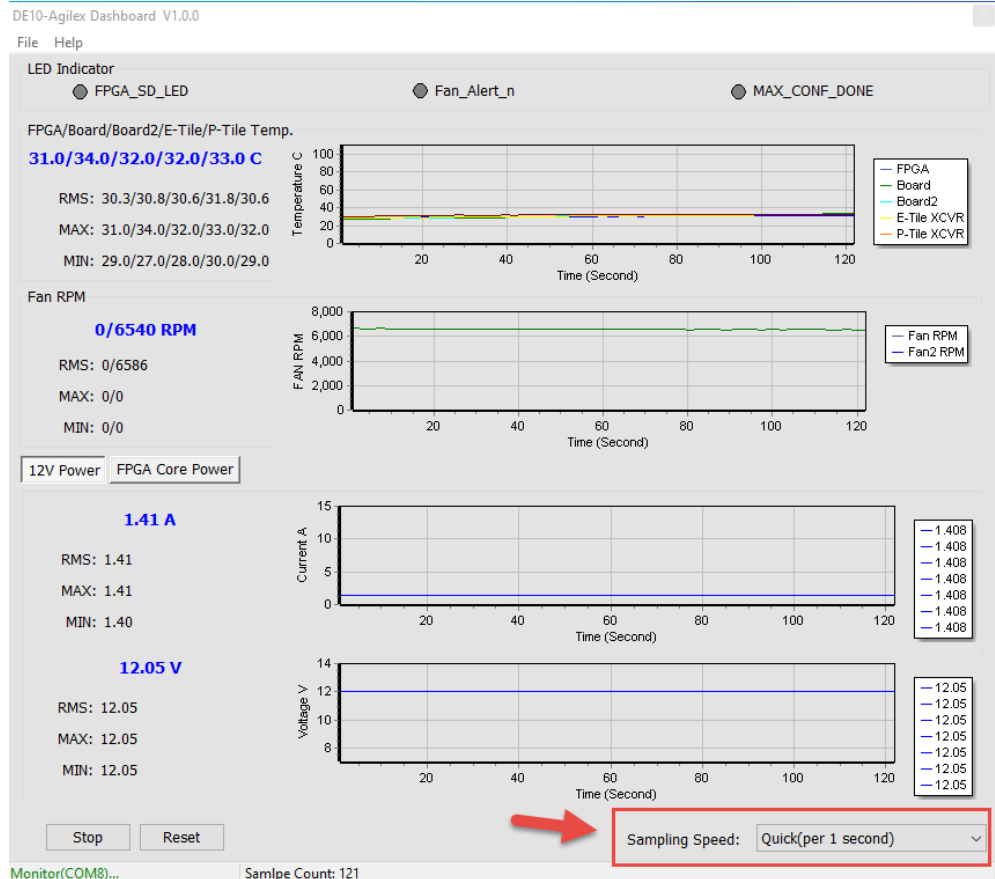 DE10-Agilex Dashboard V1.0.0
File Help
LED Indicator
FPGA_SD_LED Fan_Alert_n MAX_CONF_DONE
FPGA/Board/Board2/E-Tile/P-Tile Temp.
31.0/34.0/32.0/32.0/33.0 C
RMS: 30.3/30.8/30.6/31.8/30.6
MAX: 31.0/34.0/32.0/33.0/32.0
MIN: 29.0/27.0/28.0/30.0/29.0
Temperature C
100
80
60
40
20
0
20 40 60 80 100 120
Time (Second)
FPGA
Board
Board2
E-Tile XCVR
P-Tile XCVR
Fan RPM
0/6540 RPM
RMS: 0/6586
MAX: 0/0
MIN: 0/0
FAN RPM
8,000
6,000
4,000
2,000
0
20 40 60 80 100 120
Time (Second)
Fan RPM
Fan2 RPM
12V Power FPGA Core Power
1.41 A
RMS: 1.41
MAX: 1.41
MIN: 1.40
Current A
15
10
5
0
20 40 60 80 100 120
Time (Second)
1.408
1.408
1.408
1.408
1.408
1.408
1.408
12.05 V
RMS: 12.05
MAX: 12.05
MIN: 12.05
Voltage V
14
12
10
8
20 40 60 80 100 120
Time (Second)
12.05
12.05
12.05
12.05
12.05
12.05
12.05
Stop Reset Sampling Speed: Quick(per 1 second)
Monitor(COM8)... Samlpe Count: 121